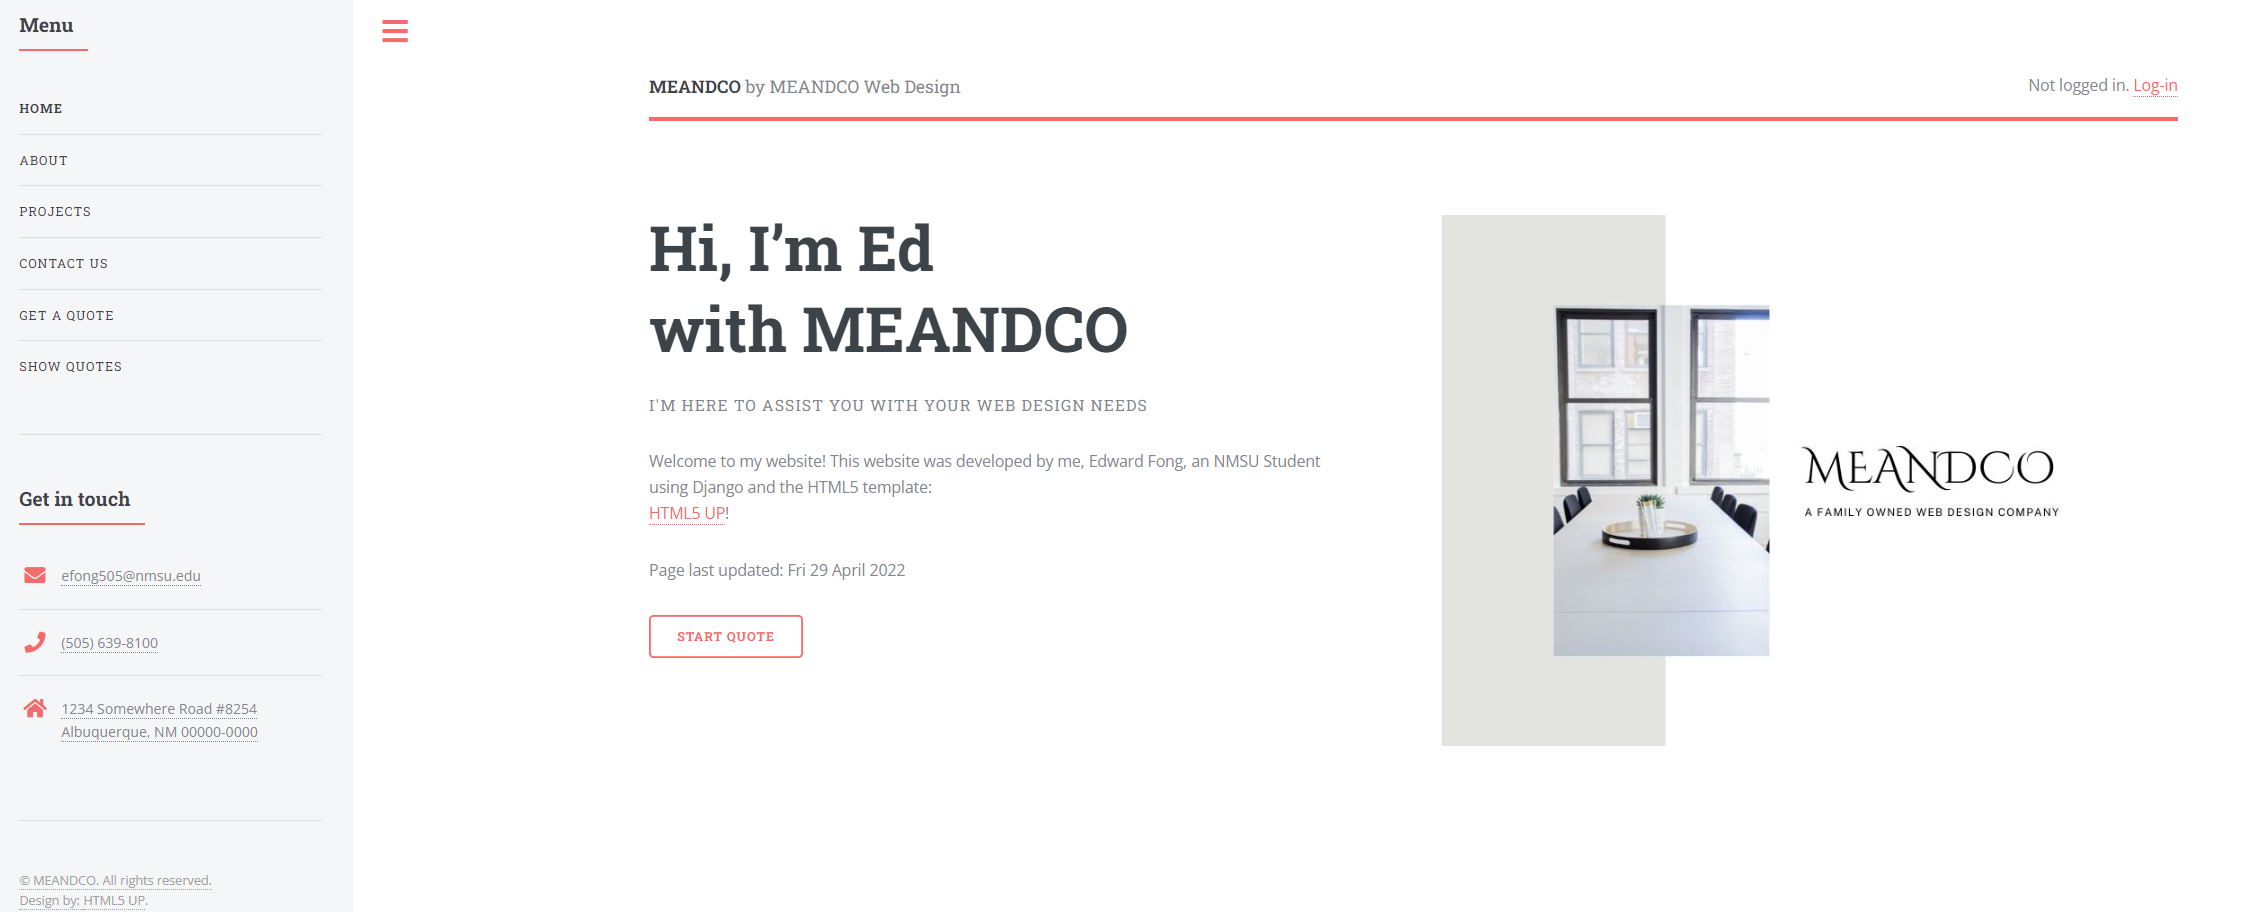 Menu
HOME
ABOUT
PROJECTS
CONTACT US
GET A QUOTE
SHOW QUOTES
Get in touch
efong505@nmsu.edu
(505) 639-8100
1234 Somewhere Road #8254
Albuquerque, NM 00000-0000
© MEANDCO. All rights reserved.
Design by: HTML5 UP.
MEANDCO by MEANDCO Web Design
Not logged in. Log-in
Hi, I’m Ed
with MEANDCO
I'M HERE TO ASSIST YOU WITH YOUR WEB DESIGN NEEDS
Welcome to my website! This website was developed by me, Edward Fong, an NMSU Student
using Django and the HTML5 template:
HTML5 UP!
Page last updated: Fri 29 April 2022
START QUOTE
MEANDCO
A FAMILY OWNED WEB DESIGN COMPANY